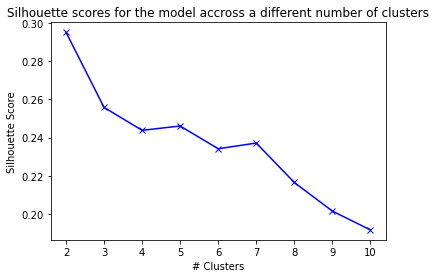 Silhouette scores for the model accross a different number of clusters
0.30
0.28
0.26
0.24
0.22
0.20
Silhouette Score
2 3 4 5 6 7 8 9 10
# Clusters